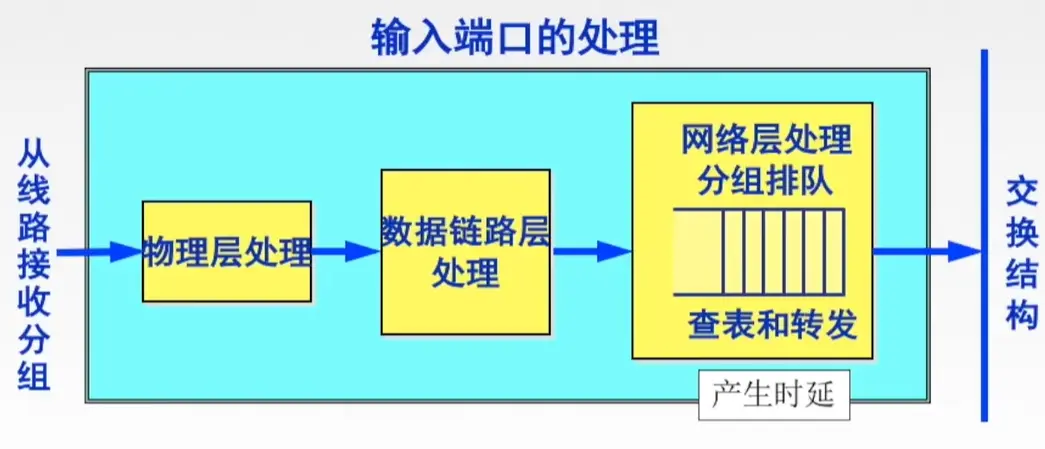 输入端口的处理
从线路接收分组
物理层处理
数据链路层
处理
网络层处理
分组排队
查表和转发
产生时延
交换结构